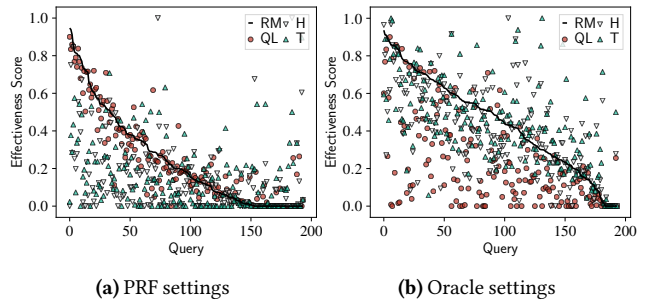 RM H
QL T
1.0
0.8
0.6
0.4
0.2
0.0
Effectiveness Score
0 50 100 150 200
Query
(a) PRF settings
RM H
QL T
1.0
0.8
0.6
0.4
0.2
0.0
Effectiveness Score
0 50 100 150 200
Query
(b) Oracle settings